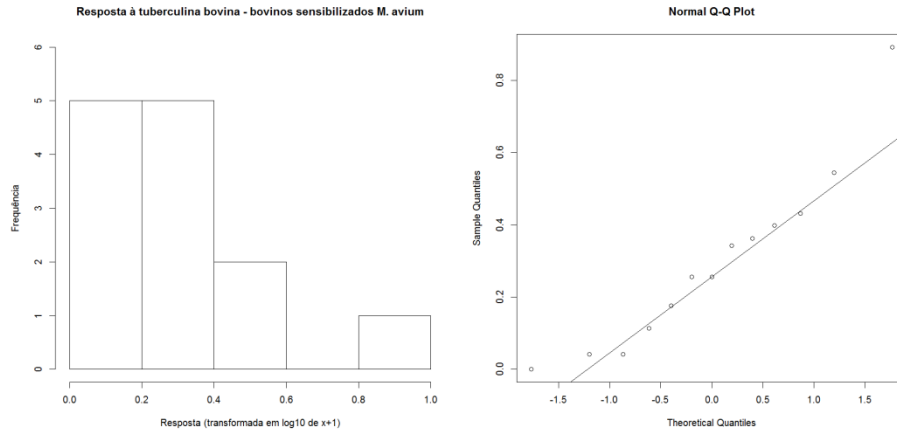 Resposta à tuberculina bovina - bovinos sensibilizados M. avium
Frequência
6
5
4
3
2
1
0
0.0 0.2 0.4 0.6 0.8 1.0
Resposta (transformada em log10 de x+1)
Normal Q-Q Plot
Sample Quantiles
0.8
0.6
0.4
0.2
0.0
-1.5 -1.0 -0.5 0.0 0.5 1.0 1.5
Theoretical Quantiles